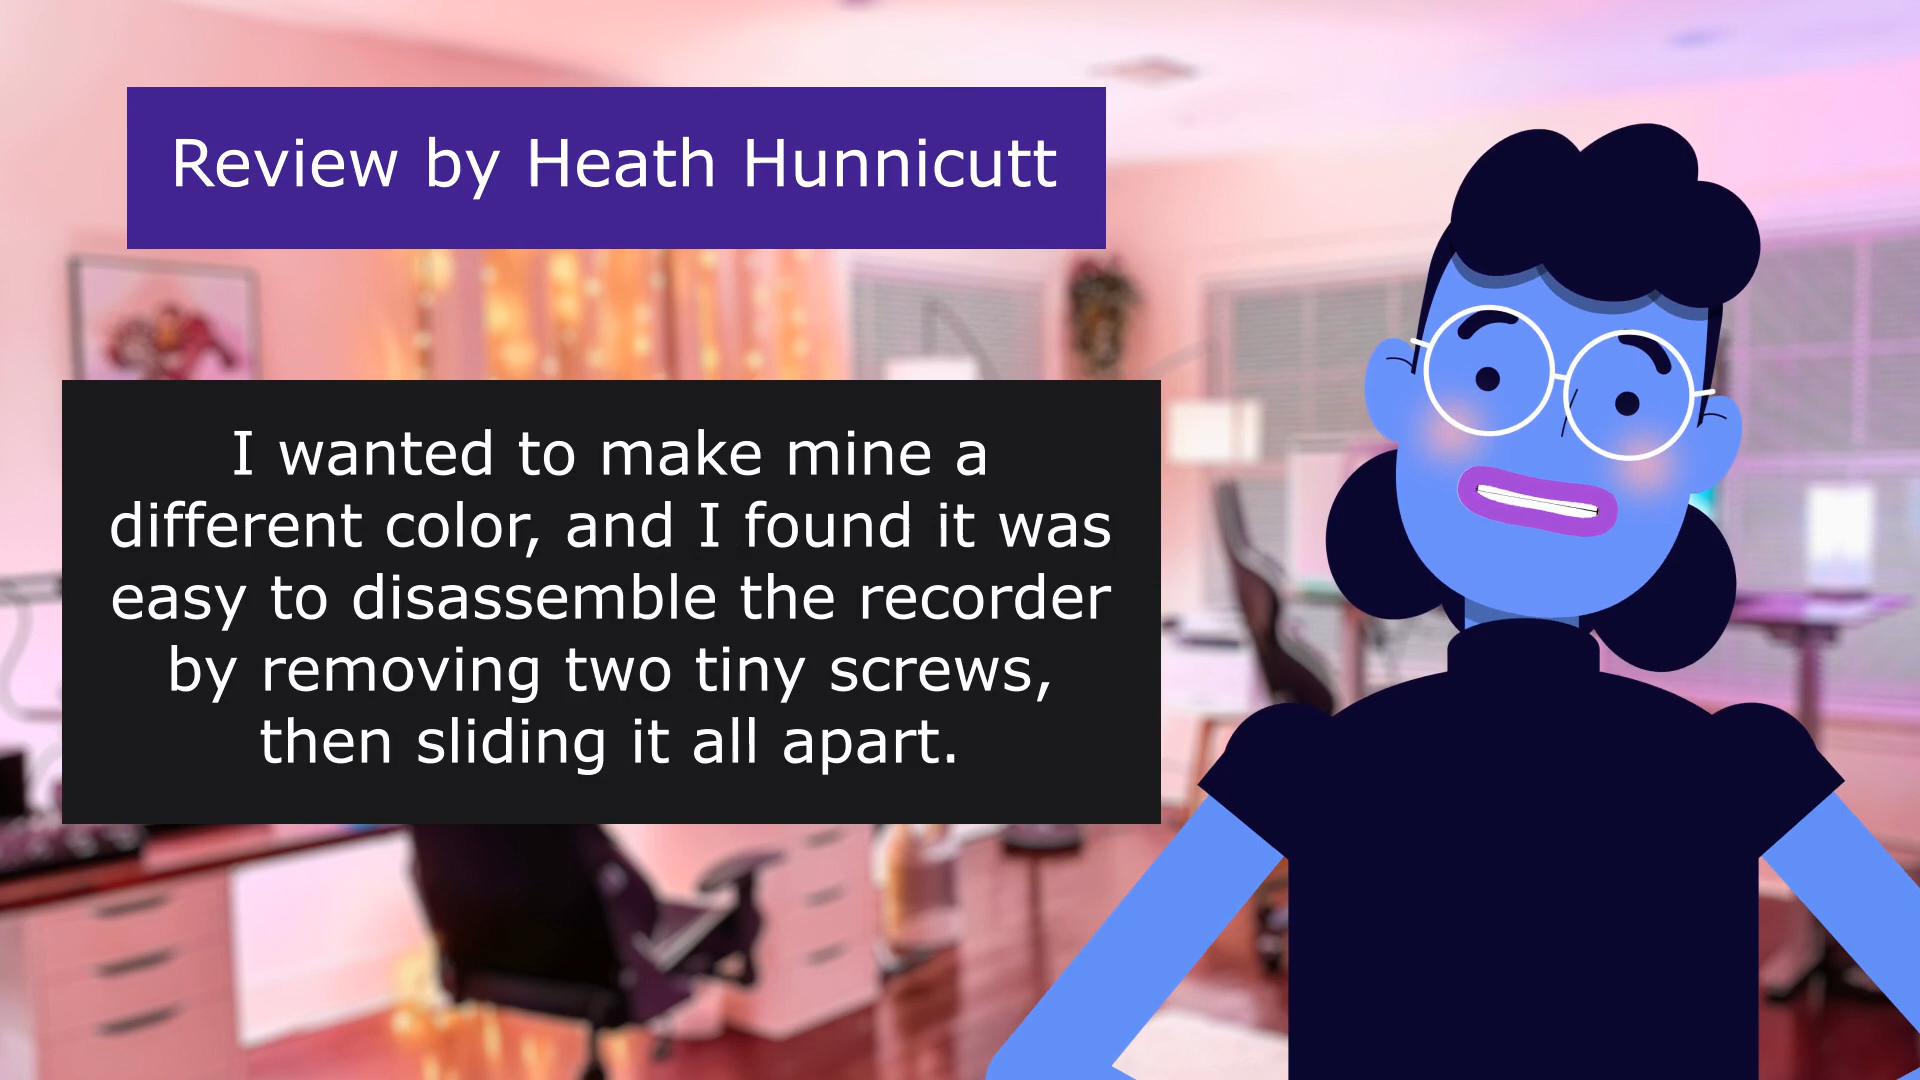 Review by Heath Hunnicutt
I wanted to make mine a
different color, and I found it was
easy to disassemble the recorder
by removing two tiny screws,
then sliding it all apart.